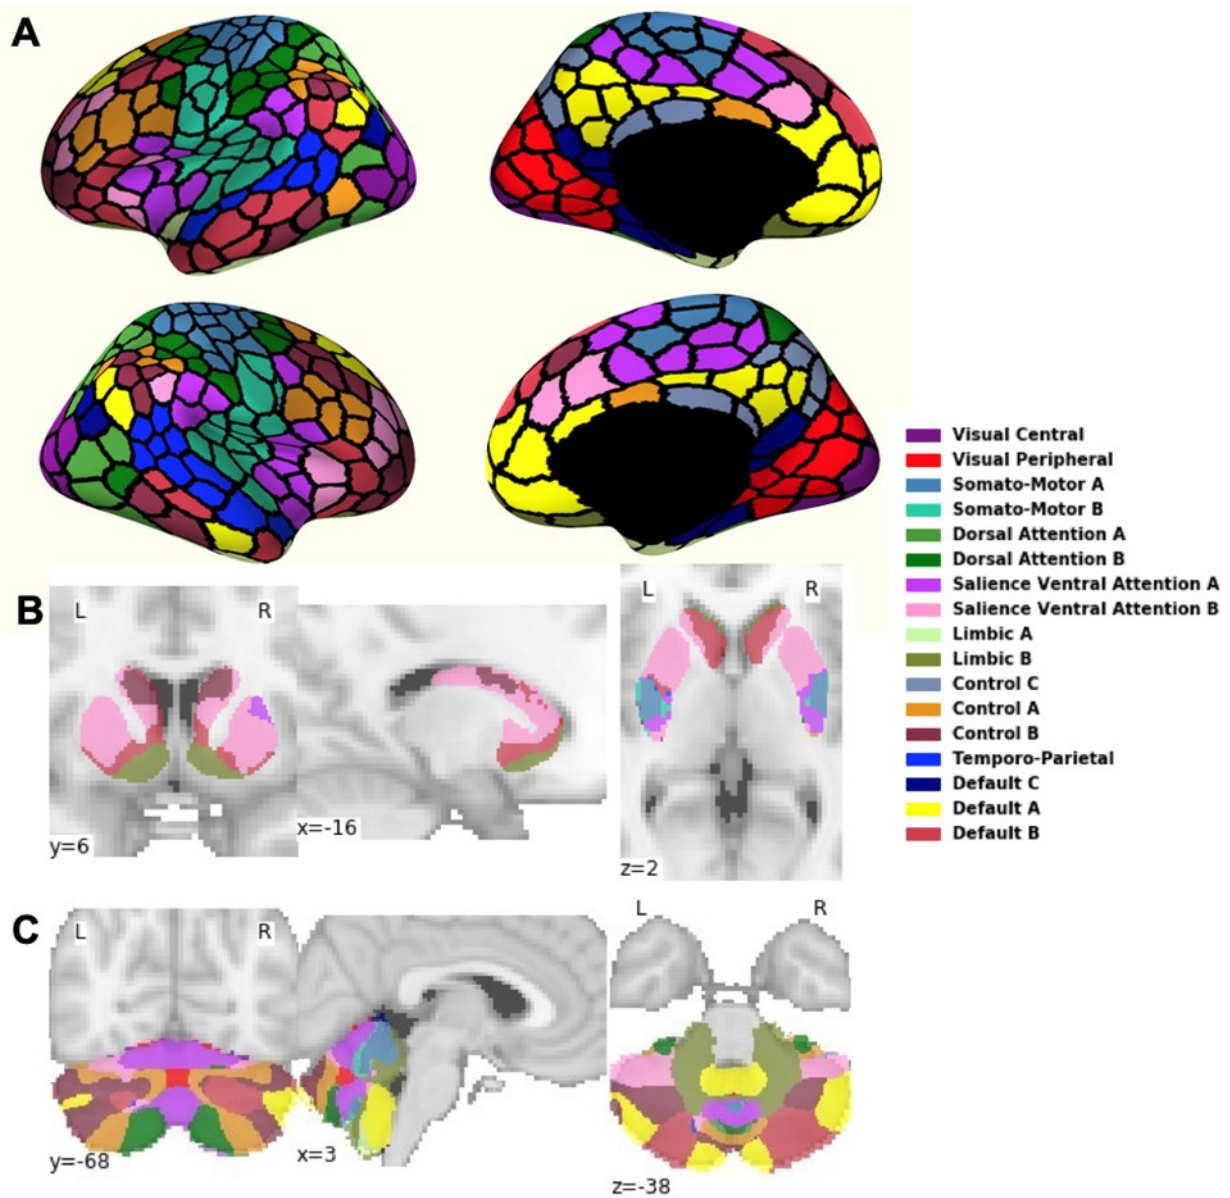 A
Visual Central
Visual Peripheral
Somato-Motor A
Somato-Motor B
Dorsal Attention A
Dorsal Attention B
Salience Ventral Attention A
Salience Ventral Attention B
Limbic A
Limbic B
Control C
Control A
Control B
Temporo-Parietal
Default C
Default A
Default B
B
L
R
L
R
y=6
x=-16
z=2
C
L
R
L
R
y=-68
x=3
z=-38